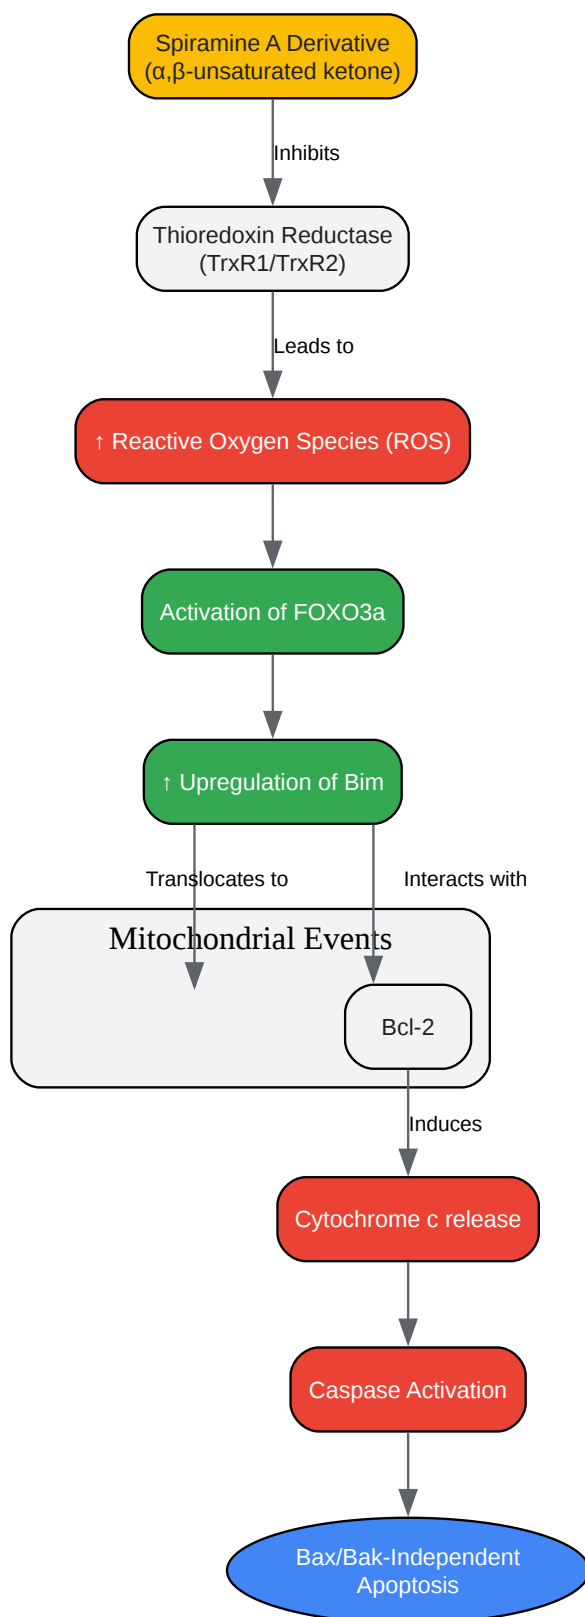 Spiramine A Derivative
(α,β-unsaturated ketone)
Inhibits
Thioredoxin Reductase
(TrxR1/TrxR2)
Leads to
↑ Reactive Oxygen Species (ROS)
Activation of FOXO3a
↑ Upregulation of Bim
Translocates to
Interacts with
Mitochondrial Events
Bcl-2
Induces
Cytochrome c release
Caspase Activation
Bax/Bak-Independent
Apoptosis